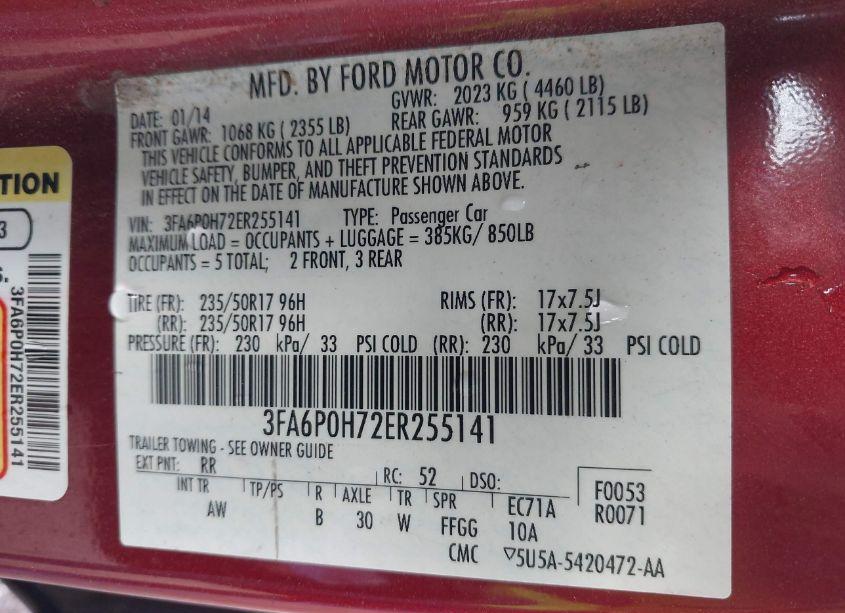 MFD. BY FORD MOTOR CO.
DATE: 01/14 GVWR: 2023 KG ( 4460 LB)
FRONT GAWR: 1068 KG ( 2355 LB) REAR GAWR: 959 KG ( 2115 LB)
THIS VEHICLE CONFORMS TO ALL APPLICABLE FEDERAL MOTOR
VEHICLE SAFETY, BUMPER, AND THEFT PREVENTION STANDARDS
IN EFFECT ON THE DATE OF MANUFACTURE SHOWN ABOVE.
VIN: 3FA6P0H72ER255141 TYPE: Passenger Car
MAXIMUM LOAD = OCCUPANTS + LUGGAGE = 385KG/ 850LB
OCCUPANTS = 5 TOTAL; 2 FRONT, 3 REAR
TIRE (FR): 235/50R17 96H RIMS (FR): 17x7.5J
(RR): 235/50R17 96H (RR): 17x7.5J
PRESSURE (FR): 230 kPa/ 33 PSI COLD (RR): 230 kPa/ 33 PSI COLD
3FA6P0H72ER255141
TRAILER TOWING - SEE OWNER GUIDE
EXT PNT: RR RC: 52 DSO: F0053
INT TR TP/PS R AXLE TR SPR EC71A R0071
AW B 30 W FFGG 10A
CMC ▽5U5A-5420472-AA
TION
3
S.
3FA6P0H72ER255141